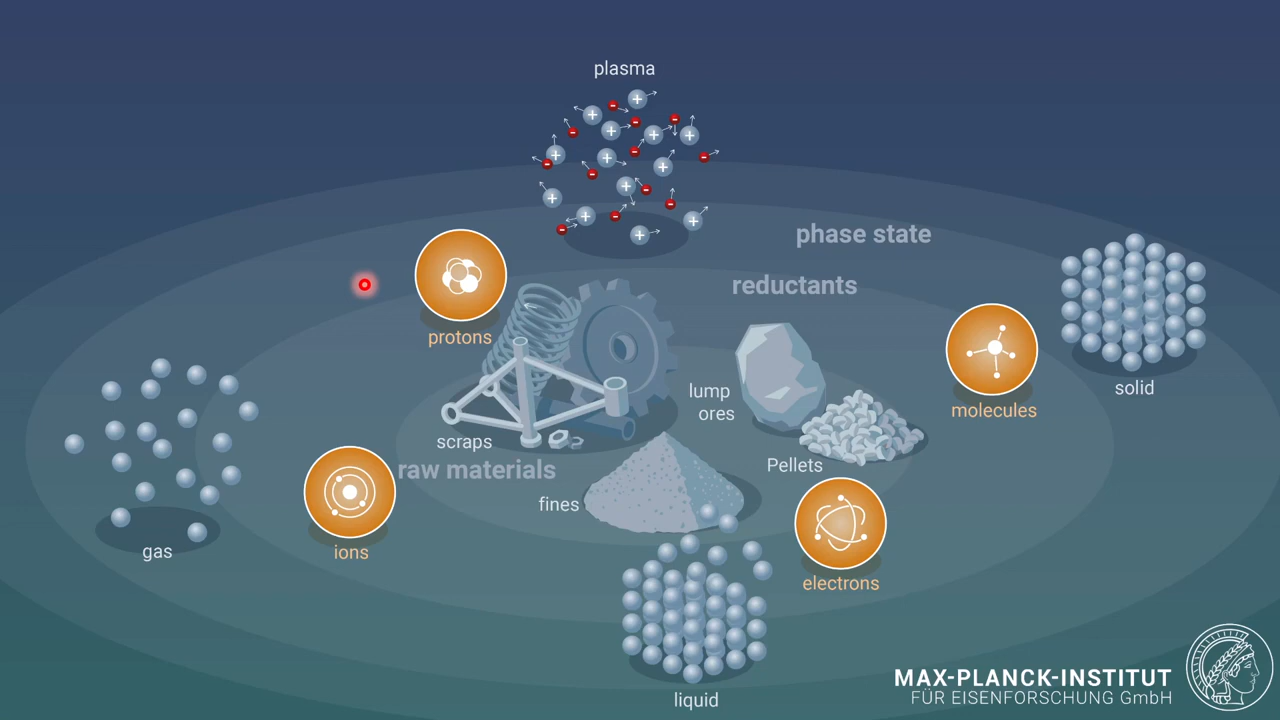 plasma
phase state
reductants
protons
solid
molecules
lump
ores
scraps
raw materials
Pellets
fines
gas
ions
electrons
liquid
MAX-PLANCK-INSTITUT
FÜR EISENFORSCHUNG GmbH